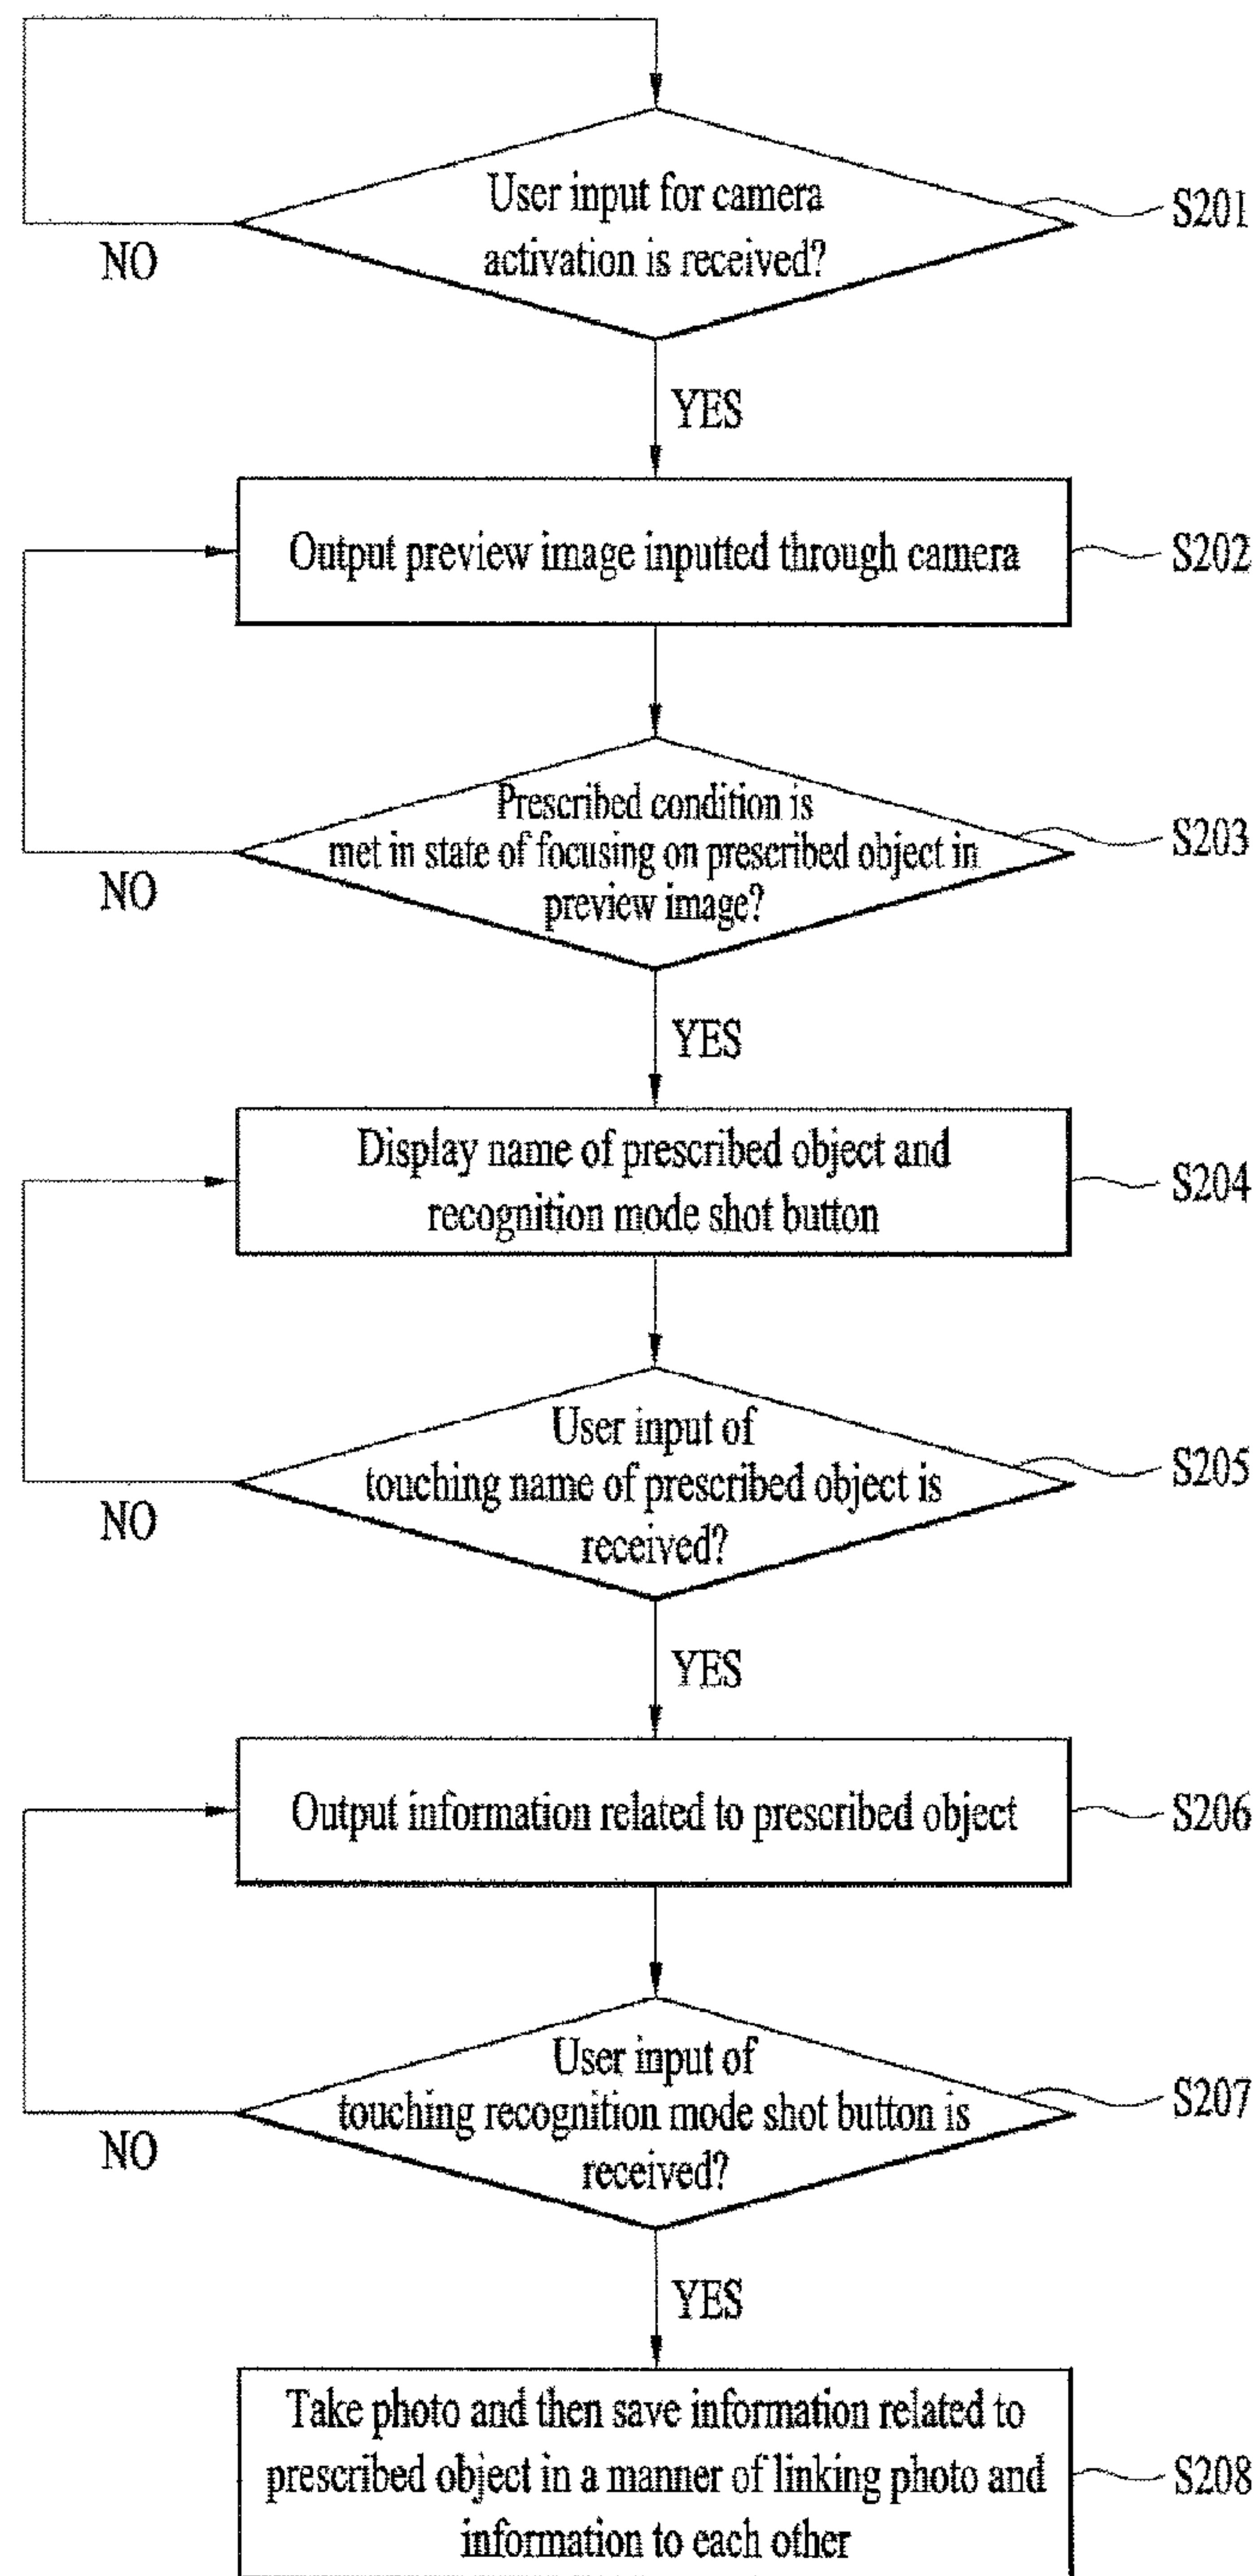 User input for camera
activation is received?
S201
NO
YES
Output preview image inputted through camera
S202
Prescribed condition is
met in state of focusing on prescribed object in
preview image?
S203
NO
YES
Display name of prescribed object and
recognition mode shot button
S204
User input of
touching name of prescribed object is
received?
S205
NO
YES
Output information related to prescribed object
S206
User input of
touching recognition mode shot button is
received?
S207
NO
YES
Take photo and then save information related to
prescribed object in a manner of linking photo and
information to each other
S208